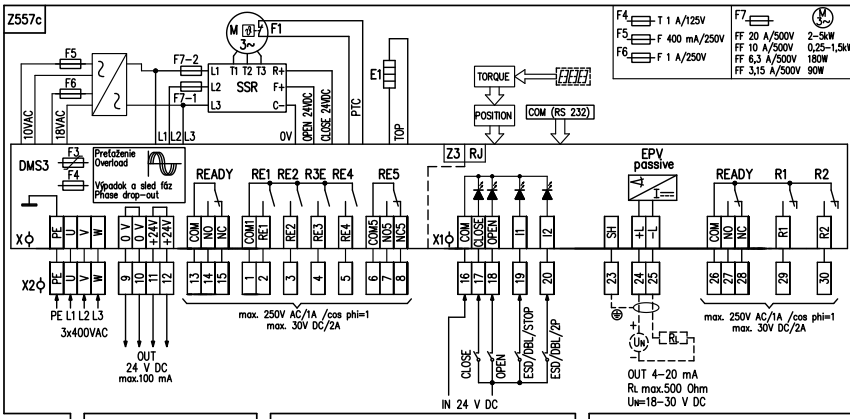 Z557c
F5
F6
F7-2
F7-1
M
3~
F1
T1 T2 T3
L1
L2
L3
SSR
R+
F+
C-
E1
10VAC
18VAC
L1 L2 L3
0V
OPEN 24VDC
CLOSE 24VDC
PTC
TOP
TORQUE
POSITION
COM (RS 232)
F4 T 1 A/125V
F5 F 400 mA/250V
F6 F 1 A/250V
F7 M 3~
FF 20 A/500V 2-5kW
FF 10 A/500V 0,25-1,5kW
FF 6,3 A/500V 180W
FF 3,15 A/500V 90W
DMS3
F3
F4
Preťaženie
Overload
Výpadok a sled fáz
Phase drop-out
READY
RE1 RE2 R3E RE4
RE5
Z3 RJ
EPV
passive
READY
R1
R2
X
PE U V W
0 V 0 V +24V +24V
COM NO NC
COM1 RE1 RE2 RE3 RE4
COM5 NO5 NC5
X1
COM CLOSE OPEN I1 I2
SH +L -L
COM NO NC R1 R2
X2
PE U V W
9 10 11 12
13 14 15
1 2 3 4 5
6 7 8
16 17 18 19 20
23 24 25
26 27 28 29 30
PE L1 L2 L3
3x400VAC
OUT
24 V DC
max.100 mA
max. 250V AC/1A /cos phi=1
max. 30V DC/2A
CLOSE
OPEN
ESD/DBL/STOP
ESD/DBL/2P
IN 24 V DC
+
UN
-
RL
OUT 4-20 mA
RL max.500 Ohm
UN=18-30 V DC
max. 250V AC/1A /cos phi=1
max. 30V DC/2A